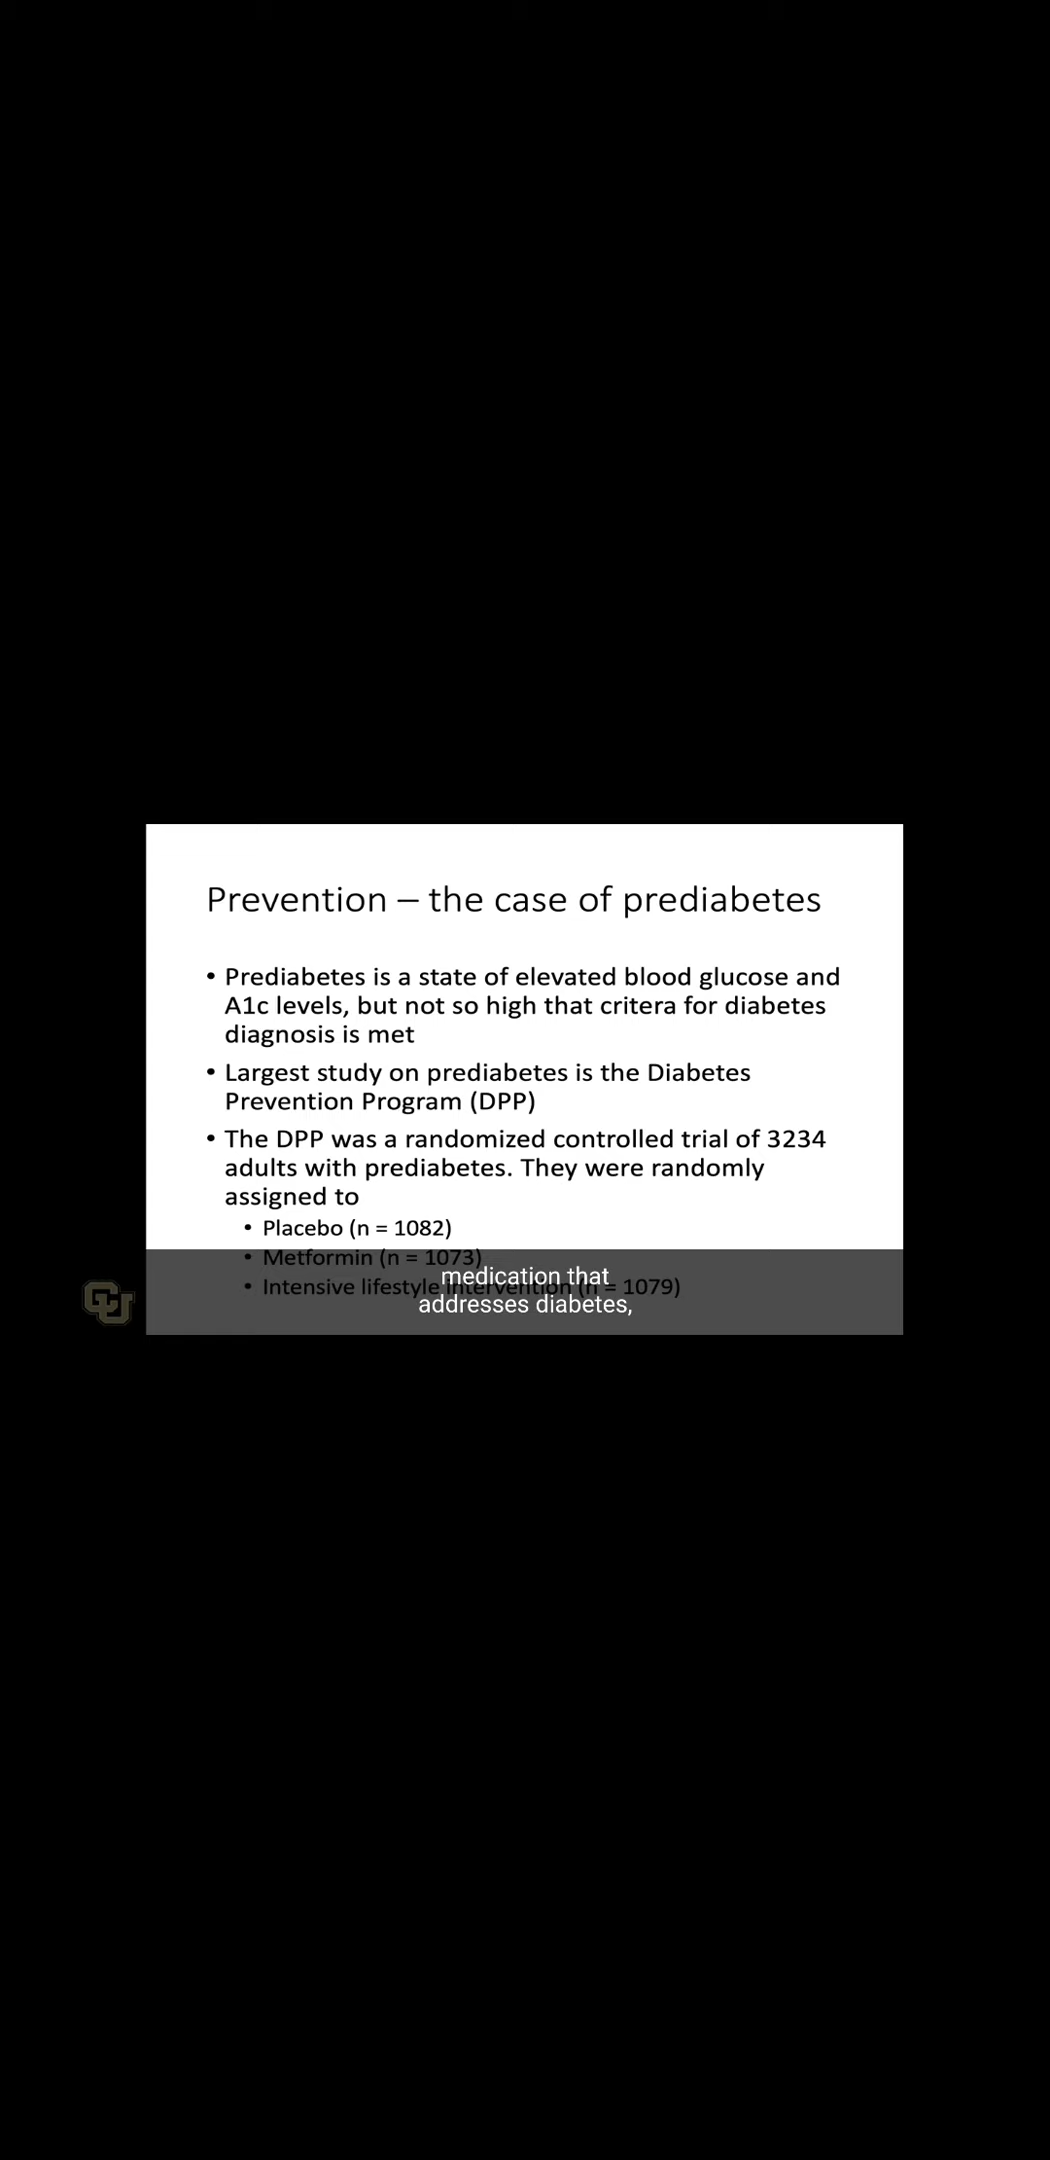 Prevention – the case of prediabetes
• Prediabetes is a state of elevated blood glucose and
A1c levels, but not so high that critera for diabetes
diagnosis is met
• Largest study on prediabetes is the Diabetes
Prevention Program (DPP)
• The DPP was a randomized controlled trial of 3234
adults with prediabetes. They were randomly
assigned to
• Placebo (n = 1082)
• Metformin (n = 1073)
• Intensive lifestyle intervention (n = 1079)
medication that
addresses diabetes,
CU